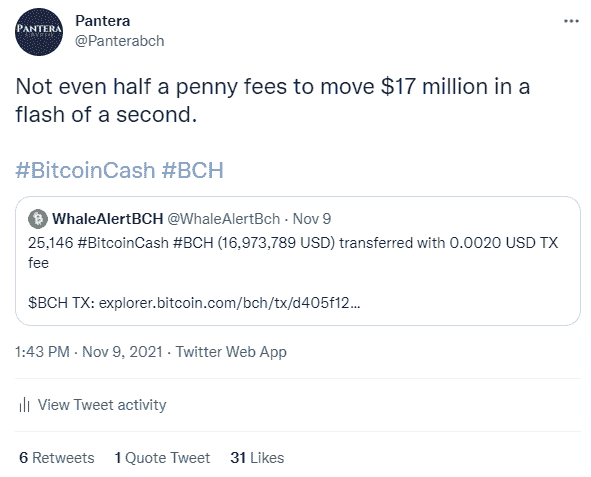 PANTERA
Pantera
@Panterabch
Not even half a penny fees to move $17 million in a
flash of a second.
#BitcoinCash #BCH
WhaleAlertBCH @WhaleAlertBch · Nov 9
25,146 #BitcoinCash #BCH (16,973,789 USD) transferred with 0.0020 USD TX
fee
$BCH TX: explorer.bitcoin.com/bch/tx/d405f12...
1:43 PM · Nov 9, 2021 · Twitter Web App
View Tweet activity
6 Retweets 1 Quote Tweet 31 Likes